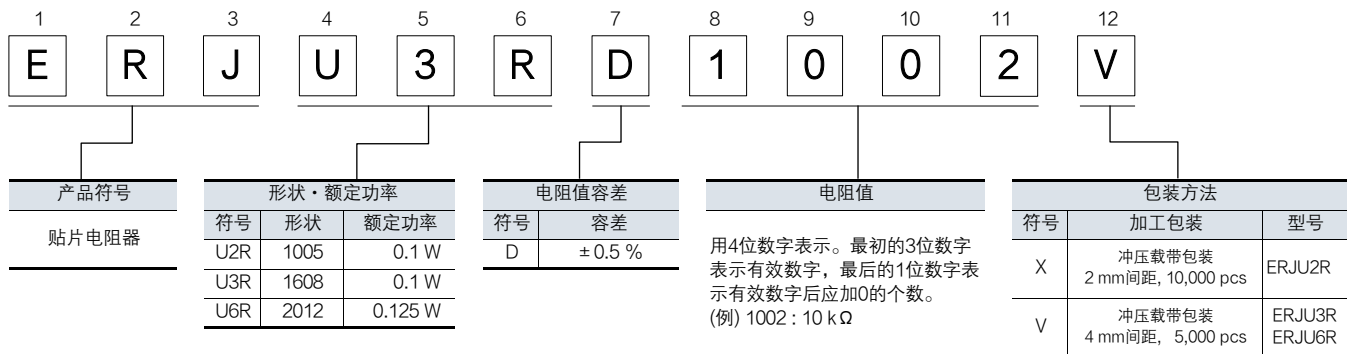 1 2 3 4 5 6 7 8 9 10 11 12
E R J U 3 R D 1 0 0 2 V
产品符号
贴片电阻器
形状・额定功率
符号 形状 额定功率
U2R 1005 0.1 W
U3R 1608 0.1 W
U6R 2012 0.125 W
电阻值容差
符号 容差
D ±0.5 %
电阻值
用4位数字表示。最初的3位数字
表示有效数字，最后的1位数字表
示有效数字后应加0的个数。
(例) 1002 : 10 kΩ
包装方法
符号 加工包装 型号
X 冲压载带包装
2 mm间距, 10,000 pcs ERJU2R
V 冲压载带包装
4 mm间距, 5,000 pcs ERJU3R
ERJU6R